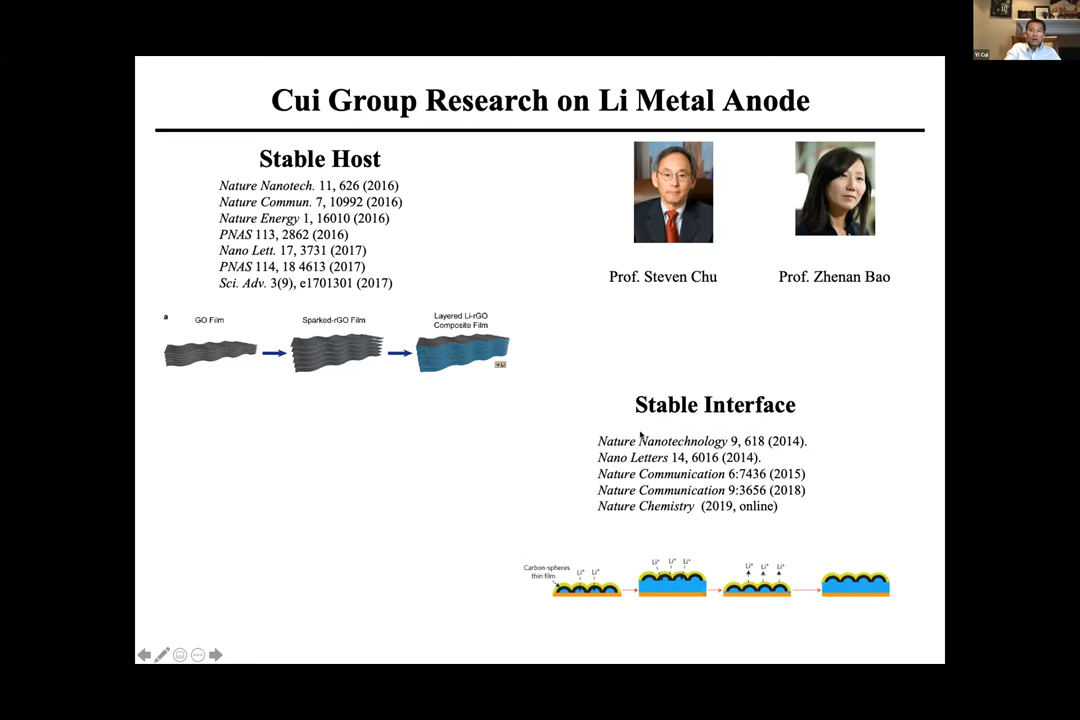 Yi Cui
Cui Group Research on Li Metal Anode
Stable Host
Nature Nanotech. 11, 626 (2016)
Nature Commun. 7, 10992 (2016)
Nature Energy 1, 16010 (2016)
PNAS 113, 2862 (2016)
Nano Lett. 17, 3731 (2017)
PNAS 114, 18 4613 (2017)
Sci. Adv. 3(9), e1701301 (2017)
Prof. Steven Chu
Prof. Zhenan Bao
a
GO Film
Sparked-rGO Film
Layered Li-rGO
Composite Film
Li
Stable Interface
Nature Nanotechnology 9, 618 (2014).
Nano Letters 14, 6016 (2014).
Nature Communication 6:7436 (2015)
Nature Communication 9:3656 (2018)
Nature Chemistry (2019, online)
Carbon-spheres
thin film
Li⁺ Li⁺
Li⁺ Li⁺ Li⁺
Li⁺ Li⁺ Li⁺